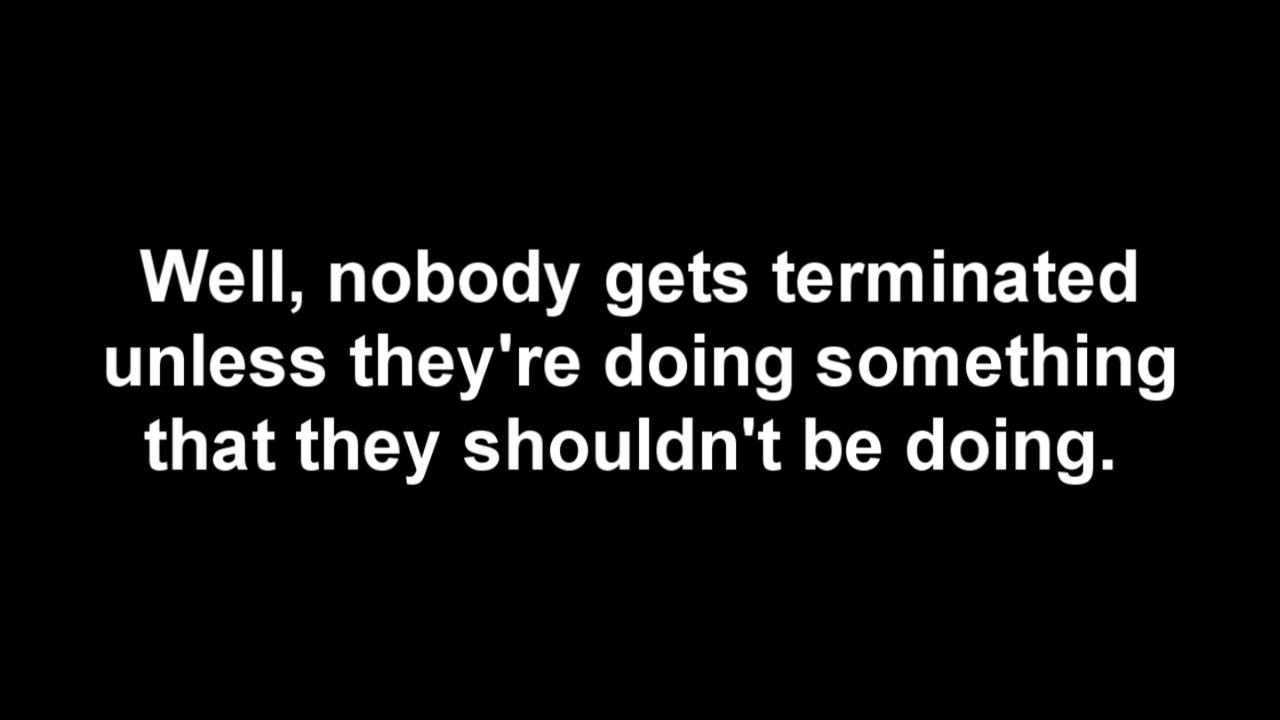 Well, nobody gets terminated
unless they're doing something
that they shouldn't be doing.